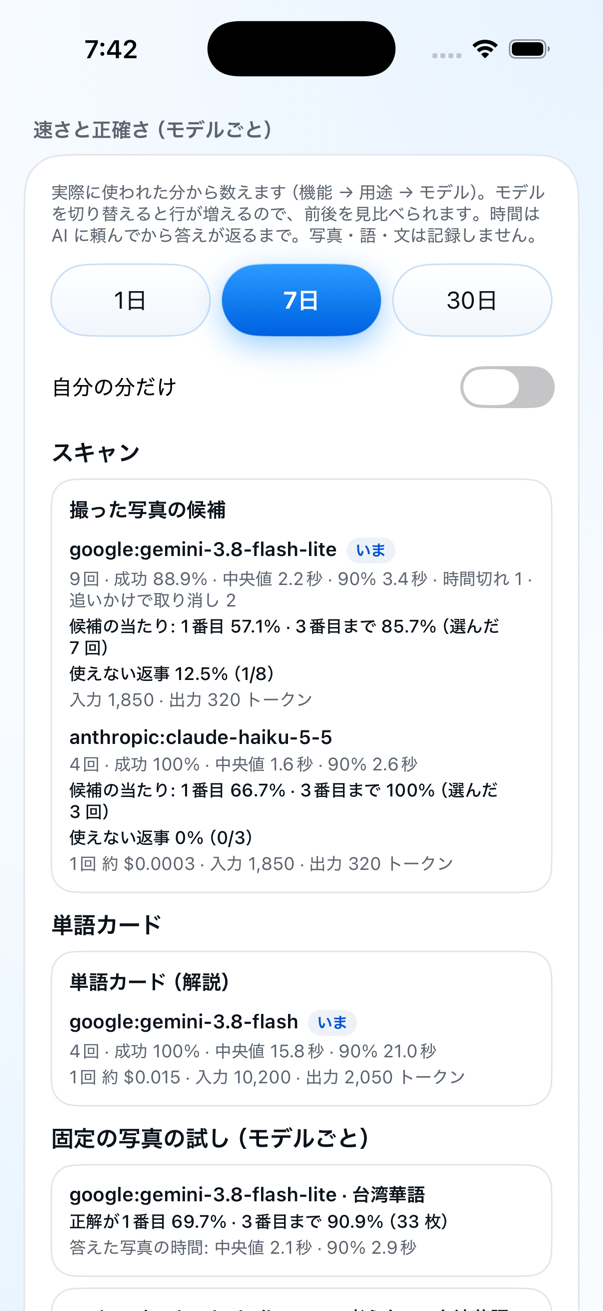 7:42
速さと正確さ（モデルごと）
実際に使われた分から数えます（機能 → 用途 → モデル）。モデル
を切り替えると行が増えるので、前後を見比べられます。時間は
AI に頼んでから答えが返るまで。写真・語・文は記録しません。
1日
7日
30日
自分の分だけ
スキャン
撮った写真の候補
google:gemini-3.8-flash-lite いま
9回 · 成功 88.9% · 中央値 2.2秒 · 90% 3.4秒 · 時間切れ 1 ·
追いかけで取り消し 2
候補の当たり: 1番目 57.1% · 3番目まで 85.7%（選んだ
7 回）
使えない返事 12.5%（1/8）
入力 1,850 · 出力 320 トークン
anthropic:claude-haiku-5-5
4回 · 成功 100% · 中央値 1.6秒 · 90% 2.6秒
候補の当たり: 1番目 66.7% · 3番目まで 100%（選んだ
3 回）
使えない返事 0%（0/3）
1回 約 $0.0003 · 入力 1,850 · 出力 320 トークン
単語カード
単語カード（解説）
google:gemini-3.8-flash いま
4回 · 成功 100% · 中央値 15.8秒 · 90% 21.0秒
1回 約 $0.015 · 入力 10,200 · 出力 2,050 トークン
固定の写真の試し（モデルごと）
google:gemini-3.8-flash-lite · 台湾華語
正解が1番目 69.7% · 3番目まで 90.9%（33 枚）
答えた写真の時間: 中央値 2.1秒 · 90% 2.9秒